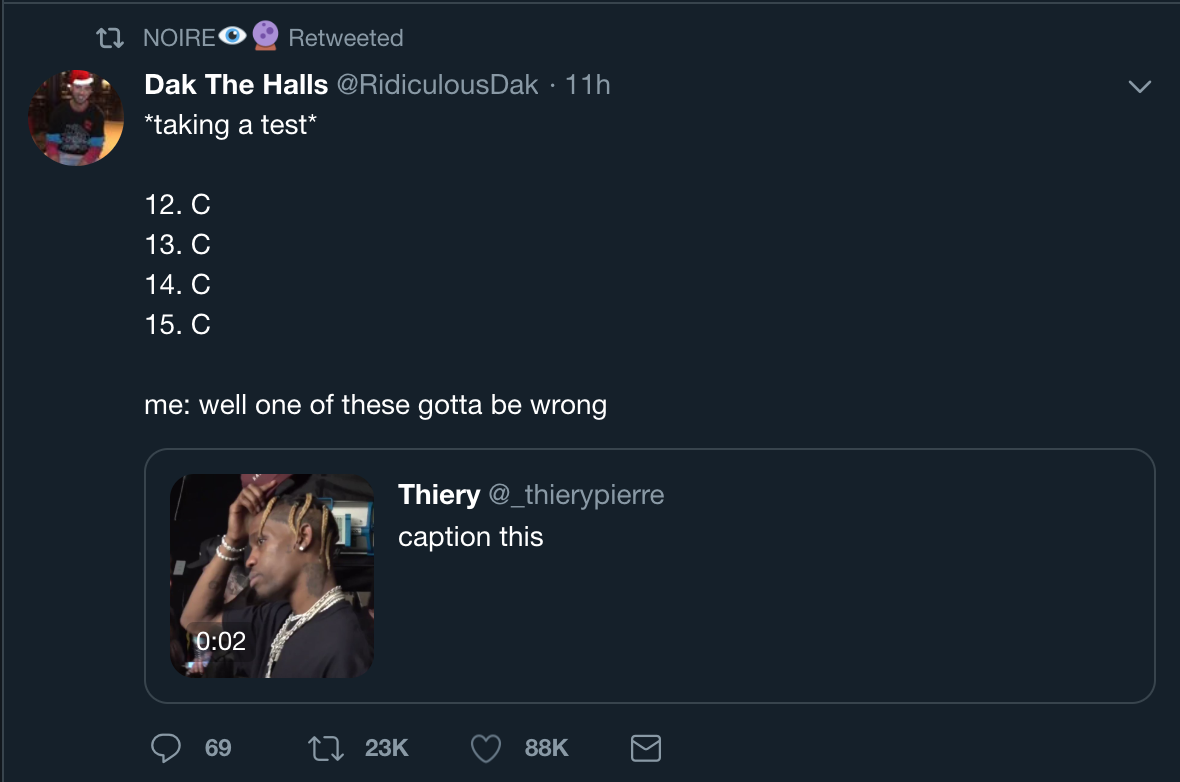 NOIRE👁🔮 Retweeted
Dak The Halls @RidiculousDak · 11h
*taking a test*
12. C
13. C
14. C
15. C
me: well one of these gotta be wrong
Thiery @_thierypierre
caption this
0:02
69 23K 88K